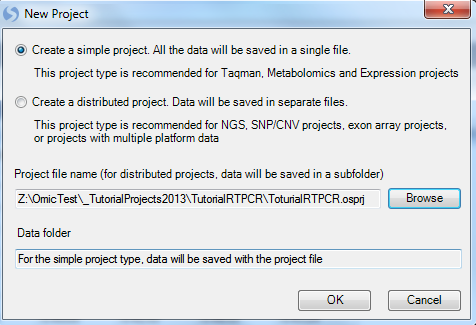 New Project
Create a simple project. All the data will be saved in a single file.
This project type is recommended for Taqman, Metabolomics and Expression projects
Create a distributed project. Data will be saved in separate files.
This project type is recommended for NGS, SNP/CNV projects, exon array projects,
or projects with multiple platform data
Project file name (for distributed projects, data will be saved in a subfolder)
Z:\OmicTest\_TutorialProjects2013\TutorialRTPCR\ToturialRTPCR.osprj
Browse
Data folder
For the simple project type, data will be saved with the project file
OK
Cancel